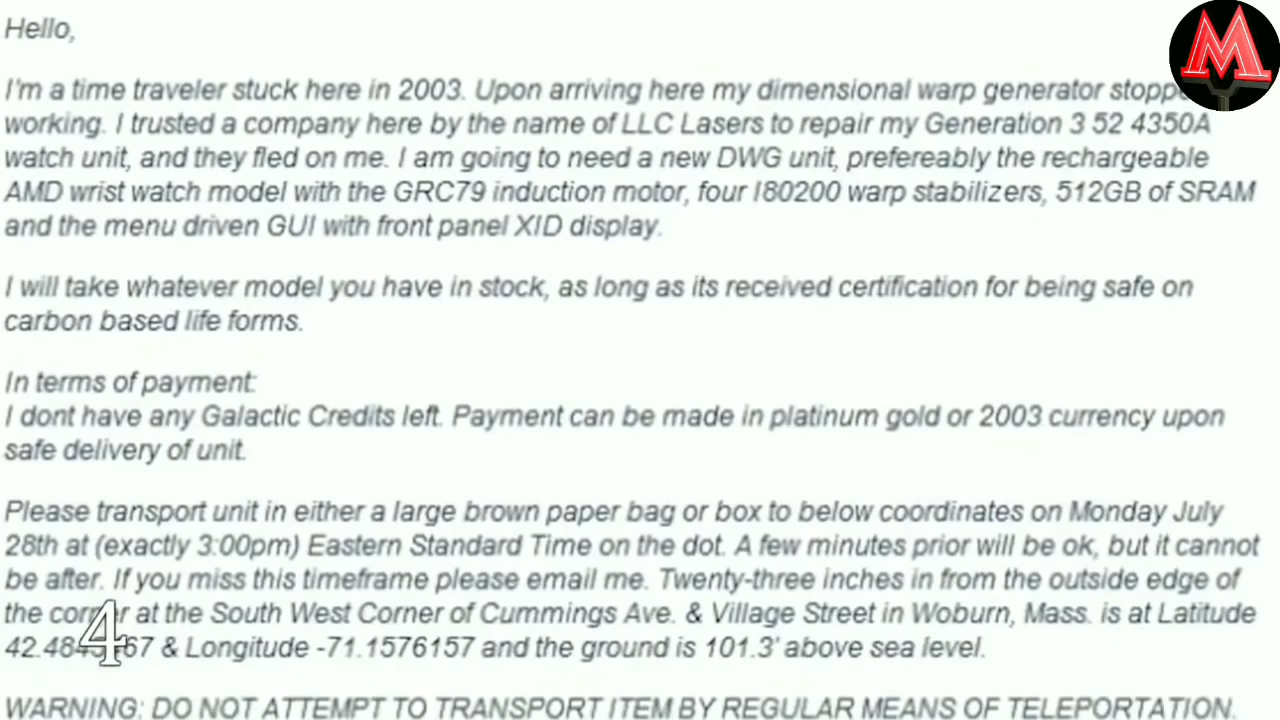 Hello,
I'm a time traveler stuck here in 2003. Upon arriving here my dimensional warp generator
working. I trusted a company here by the name of LLC Lasers to repair my Generation 3 52 4350A
watch unit, and they fled on me. I am going to need a new DWG unit, prefereably the rechargeable
AMD wrist watch model with the GRC79 induction motor, four I80200 warp stabilizers, 512GB of SRAM
and the menu driven GUI with front panel XID display.
I will take whatever model you have in stock, as long as its received certification for being safe on
carbon based life forms.
In terms of payment:
I dont have any Galactic Credits left. Payment can be made in platinum gold or 2003 currency upon
safe delivery of unit.
Please transport unit in either a large brown paper bag or box to below coordinates on Monday July
28th at (exactly 3:00pm) Eastern Standard Time on the dot. A few minutes prior will be ok, but it cannot
be after. If you miss this timeframe please email me. Twenty-three inches in from the outside edge of
the corner at the South West Corner of Cummings Ave. & Village Street in Woburn, Mass. is at Latitude
& Longitude -71.1576157 and the ground is 101.3' above sea level.
WARNING: DO NOT ATTEMPT TO TRANSPORT ITEM BY REGULAR MEANS OF TELEPORTATION.
M
4